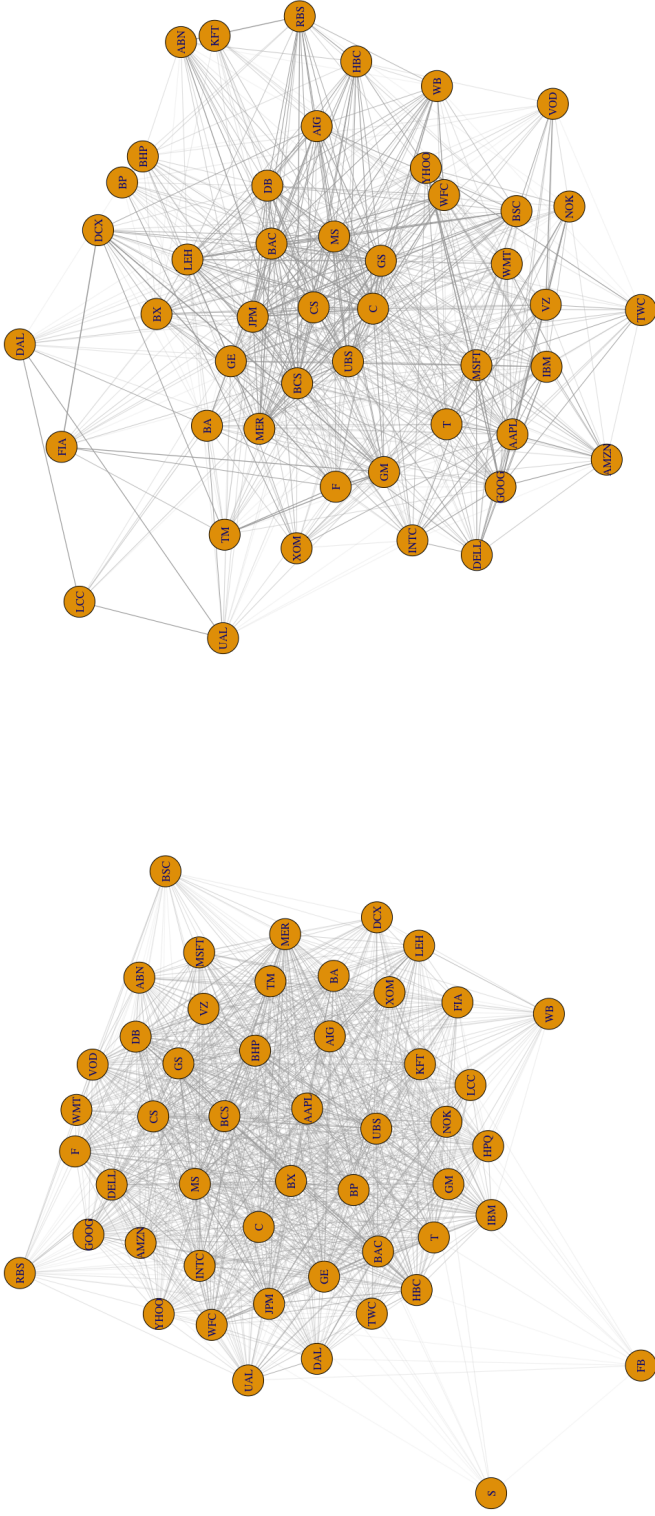 RBS
KFT
ABN
HBC
WB
VOD
AIG
BHP
YHOO
BP
DB
WFC
NOK
BSC
DCX
MS
BAC
LEH
GS
WMT
VZ
CS
C
TWC
BX
JPM
DAL
GE
UBS
MSFT
IBM
BCS
T
BA
MER
AAPL
FIA
AMZN
GM
F
GOOG
TM
INTC
XOM
DELL
LCC
UAL
BSC
DCX
MER
LEH
MSFT
ABN
BA
TM
XOM
FIA
VZ
WB
DB
AIG
BHP
VOD
GS
KFT
LCC
WMT
AAPL
CS
BCS
NOK
UBS
HPQ
F
BX
DELL
MS
GM
BP
IBM
C
GOOG
T
AMZN
BAC
INTC
RBS
GE
HBC
JPM
YHOO
TWC
WFC
DAL
FB
UAL
S